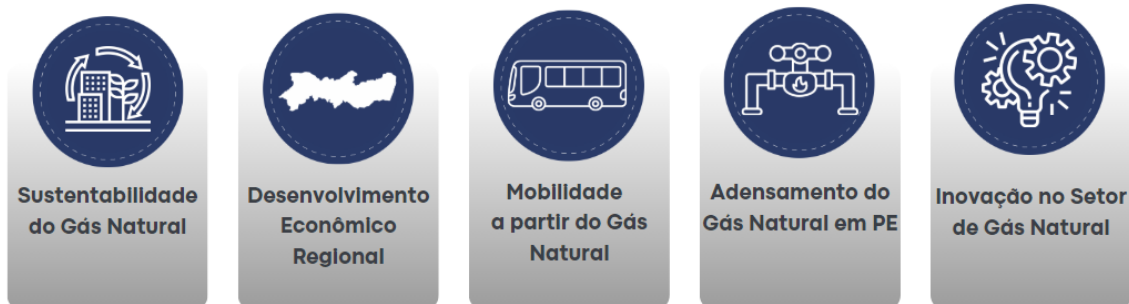 Sustentabilidade
do Gás Natural
Desenvolvimento
Econômico
Regional
Mobilidade
a partir do Gás
Natural
Adensamento do
Gás Natural em PE
Inovação no Setor
de Gás Natural